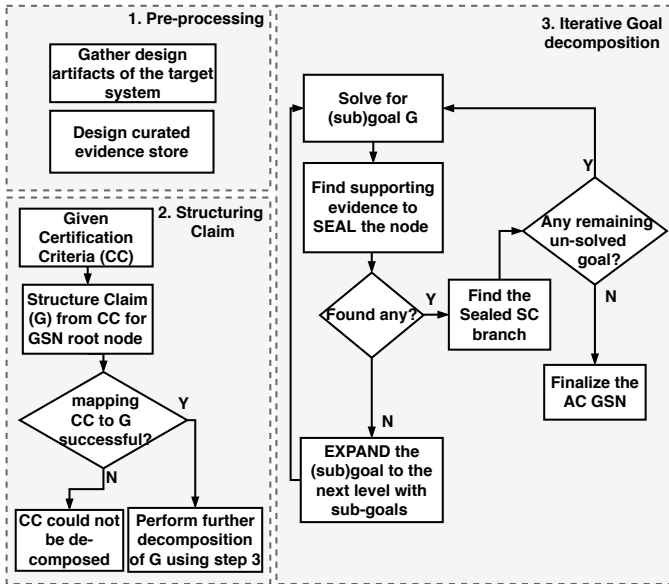 1. Pre-processing
Gather design
artifacts of the target
system
Design curated
evidence store
2. Structuring
Claim
Given
Certification
Criteria (CC)
Structure Claim
(G) from CC for
GSN root node
mapping
CC to G
successful?
Y
N
CC could not
be de-
composed
Perform further
decomposition
of G using step 3
3. Iterative Goal
decomposition
Solve for
(sub)goal G
Find supporting
evidence to
SEAL the node
Found any?
Y
N
EXPAND the
(sub)goal to the
next level with
sub-goals
Find the
Sealed SC
branch
Any remaining
un-solved
goal?
Y
N
Finalize the
AC GSN